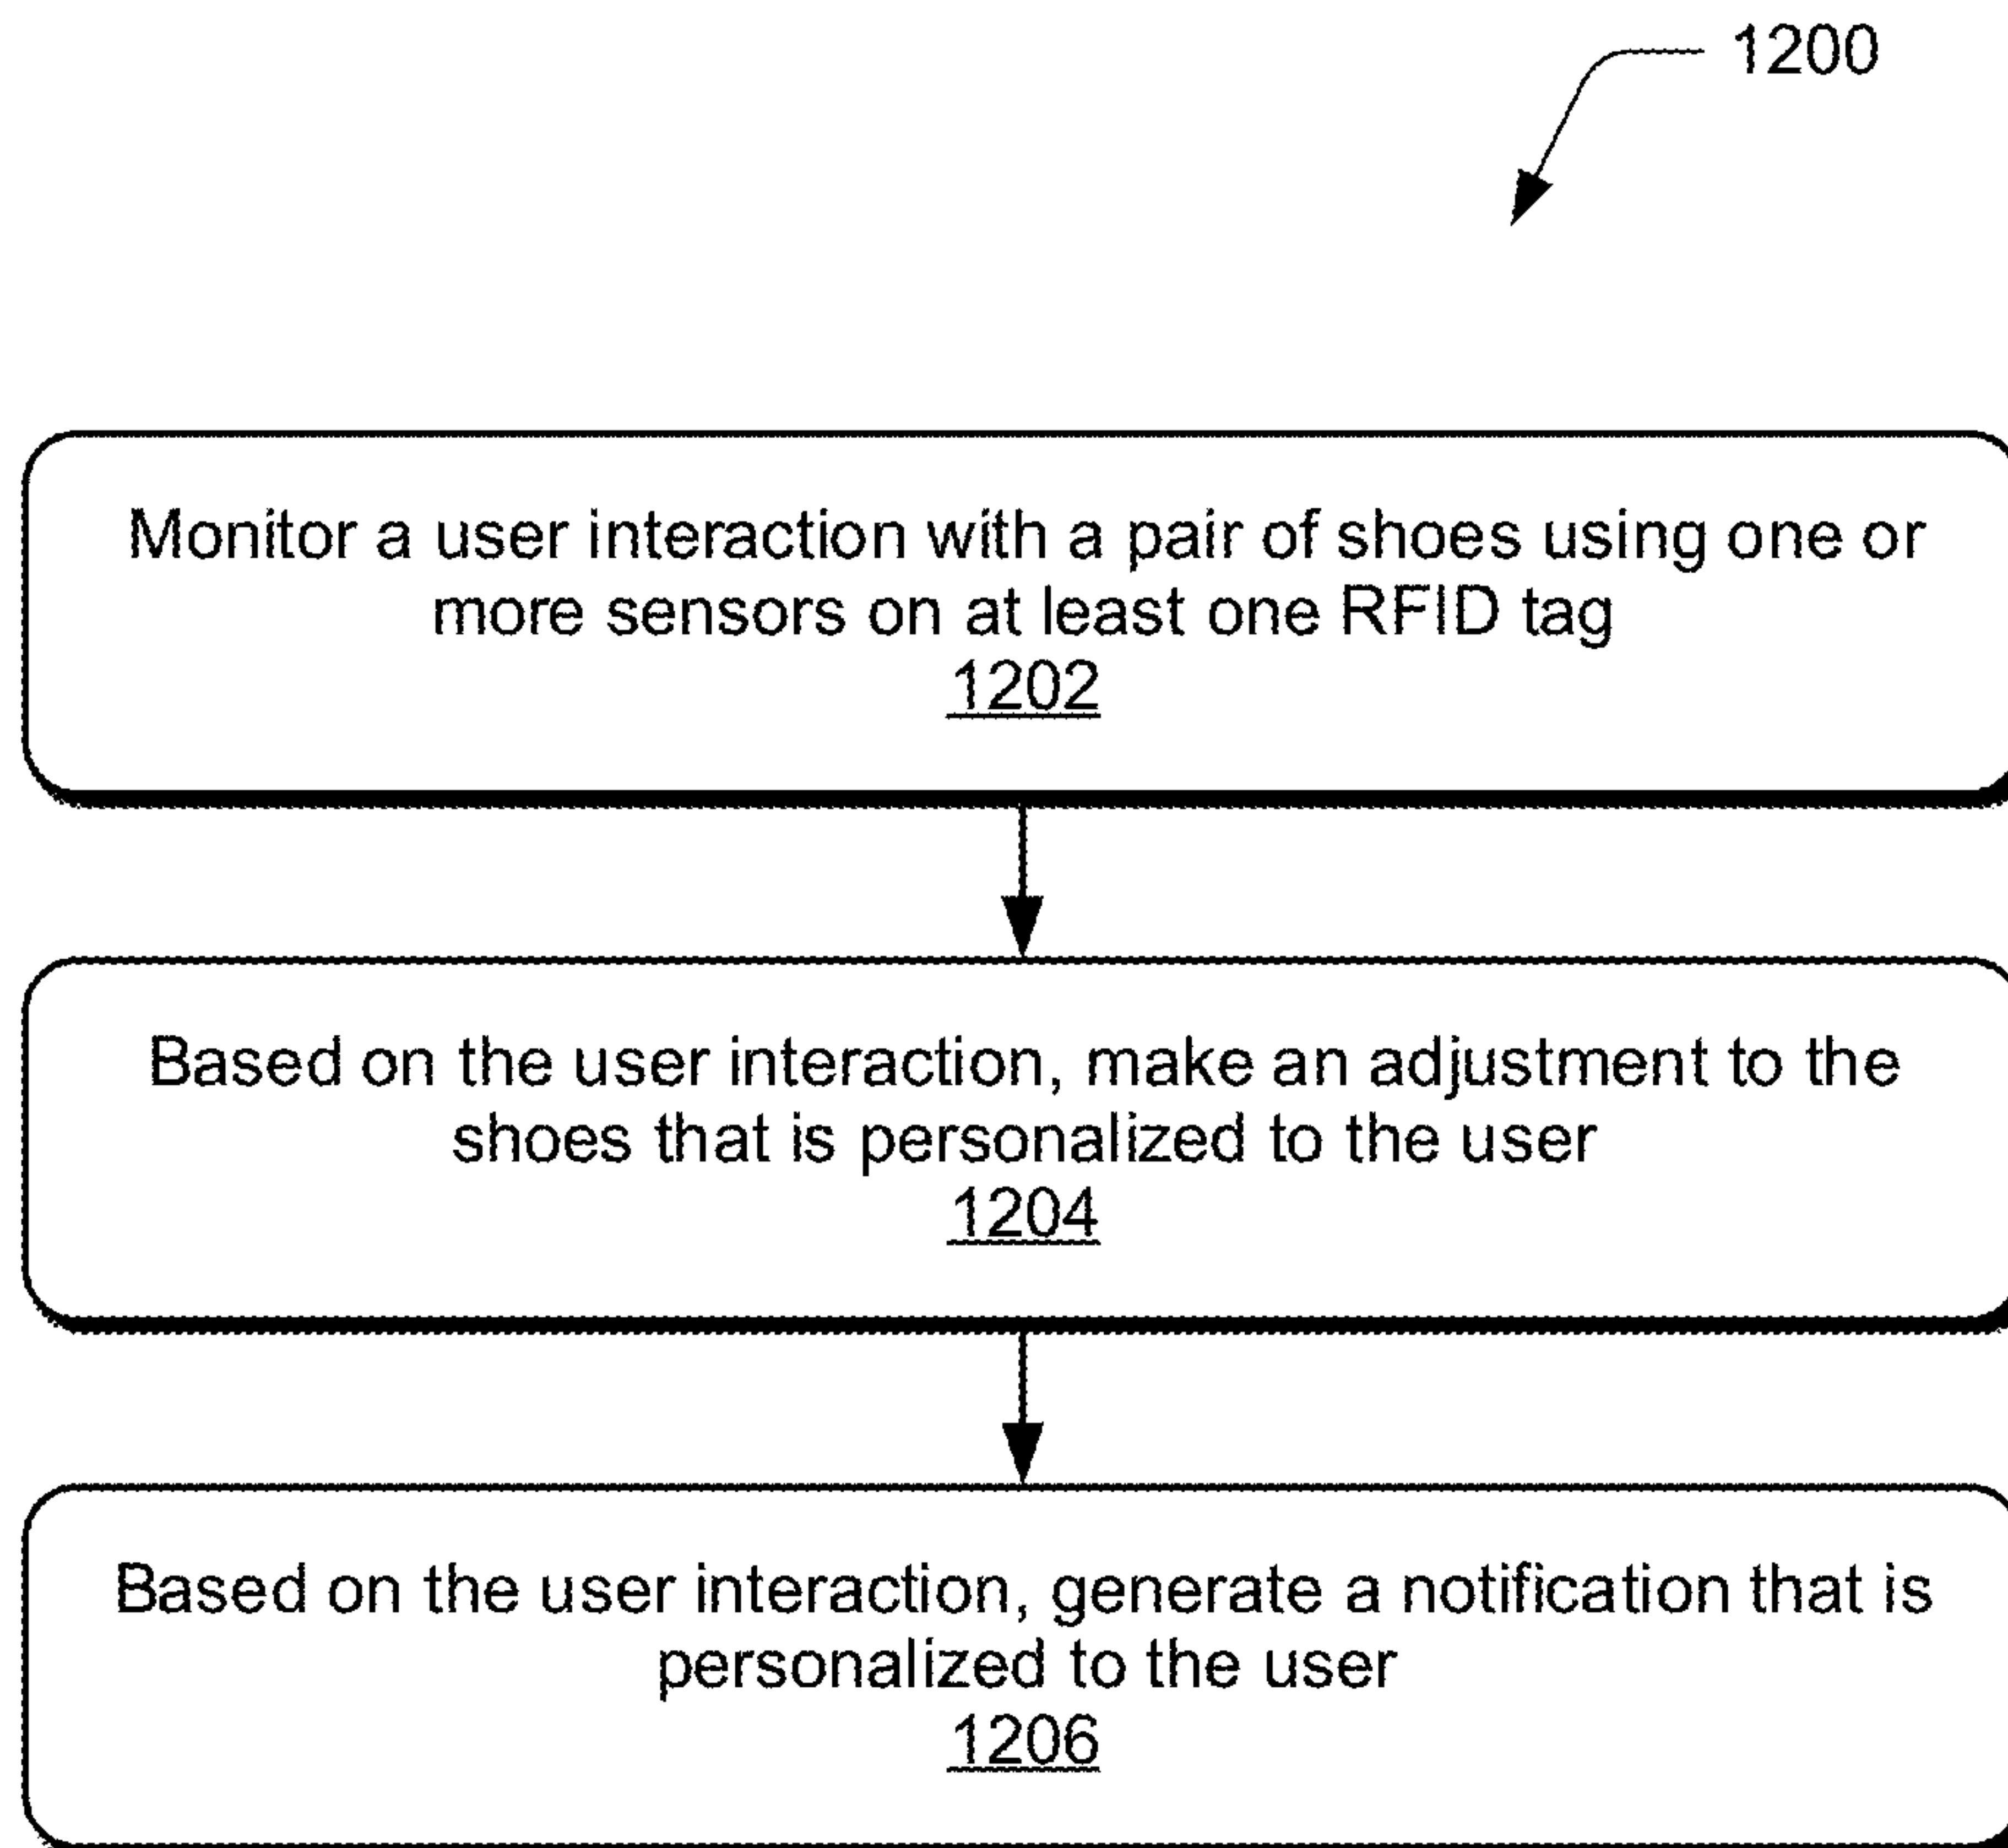 1200
Monitor a user interaction with a pair of shoes using one or
more sensors on at least one RFID tag
1202
Based on the user interaction, make an adjustment to the
shoes that is personalized to the user
1204
Based on the user interaction, generate a notification that is
personalized to the user
1206